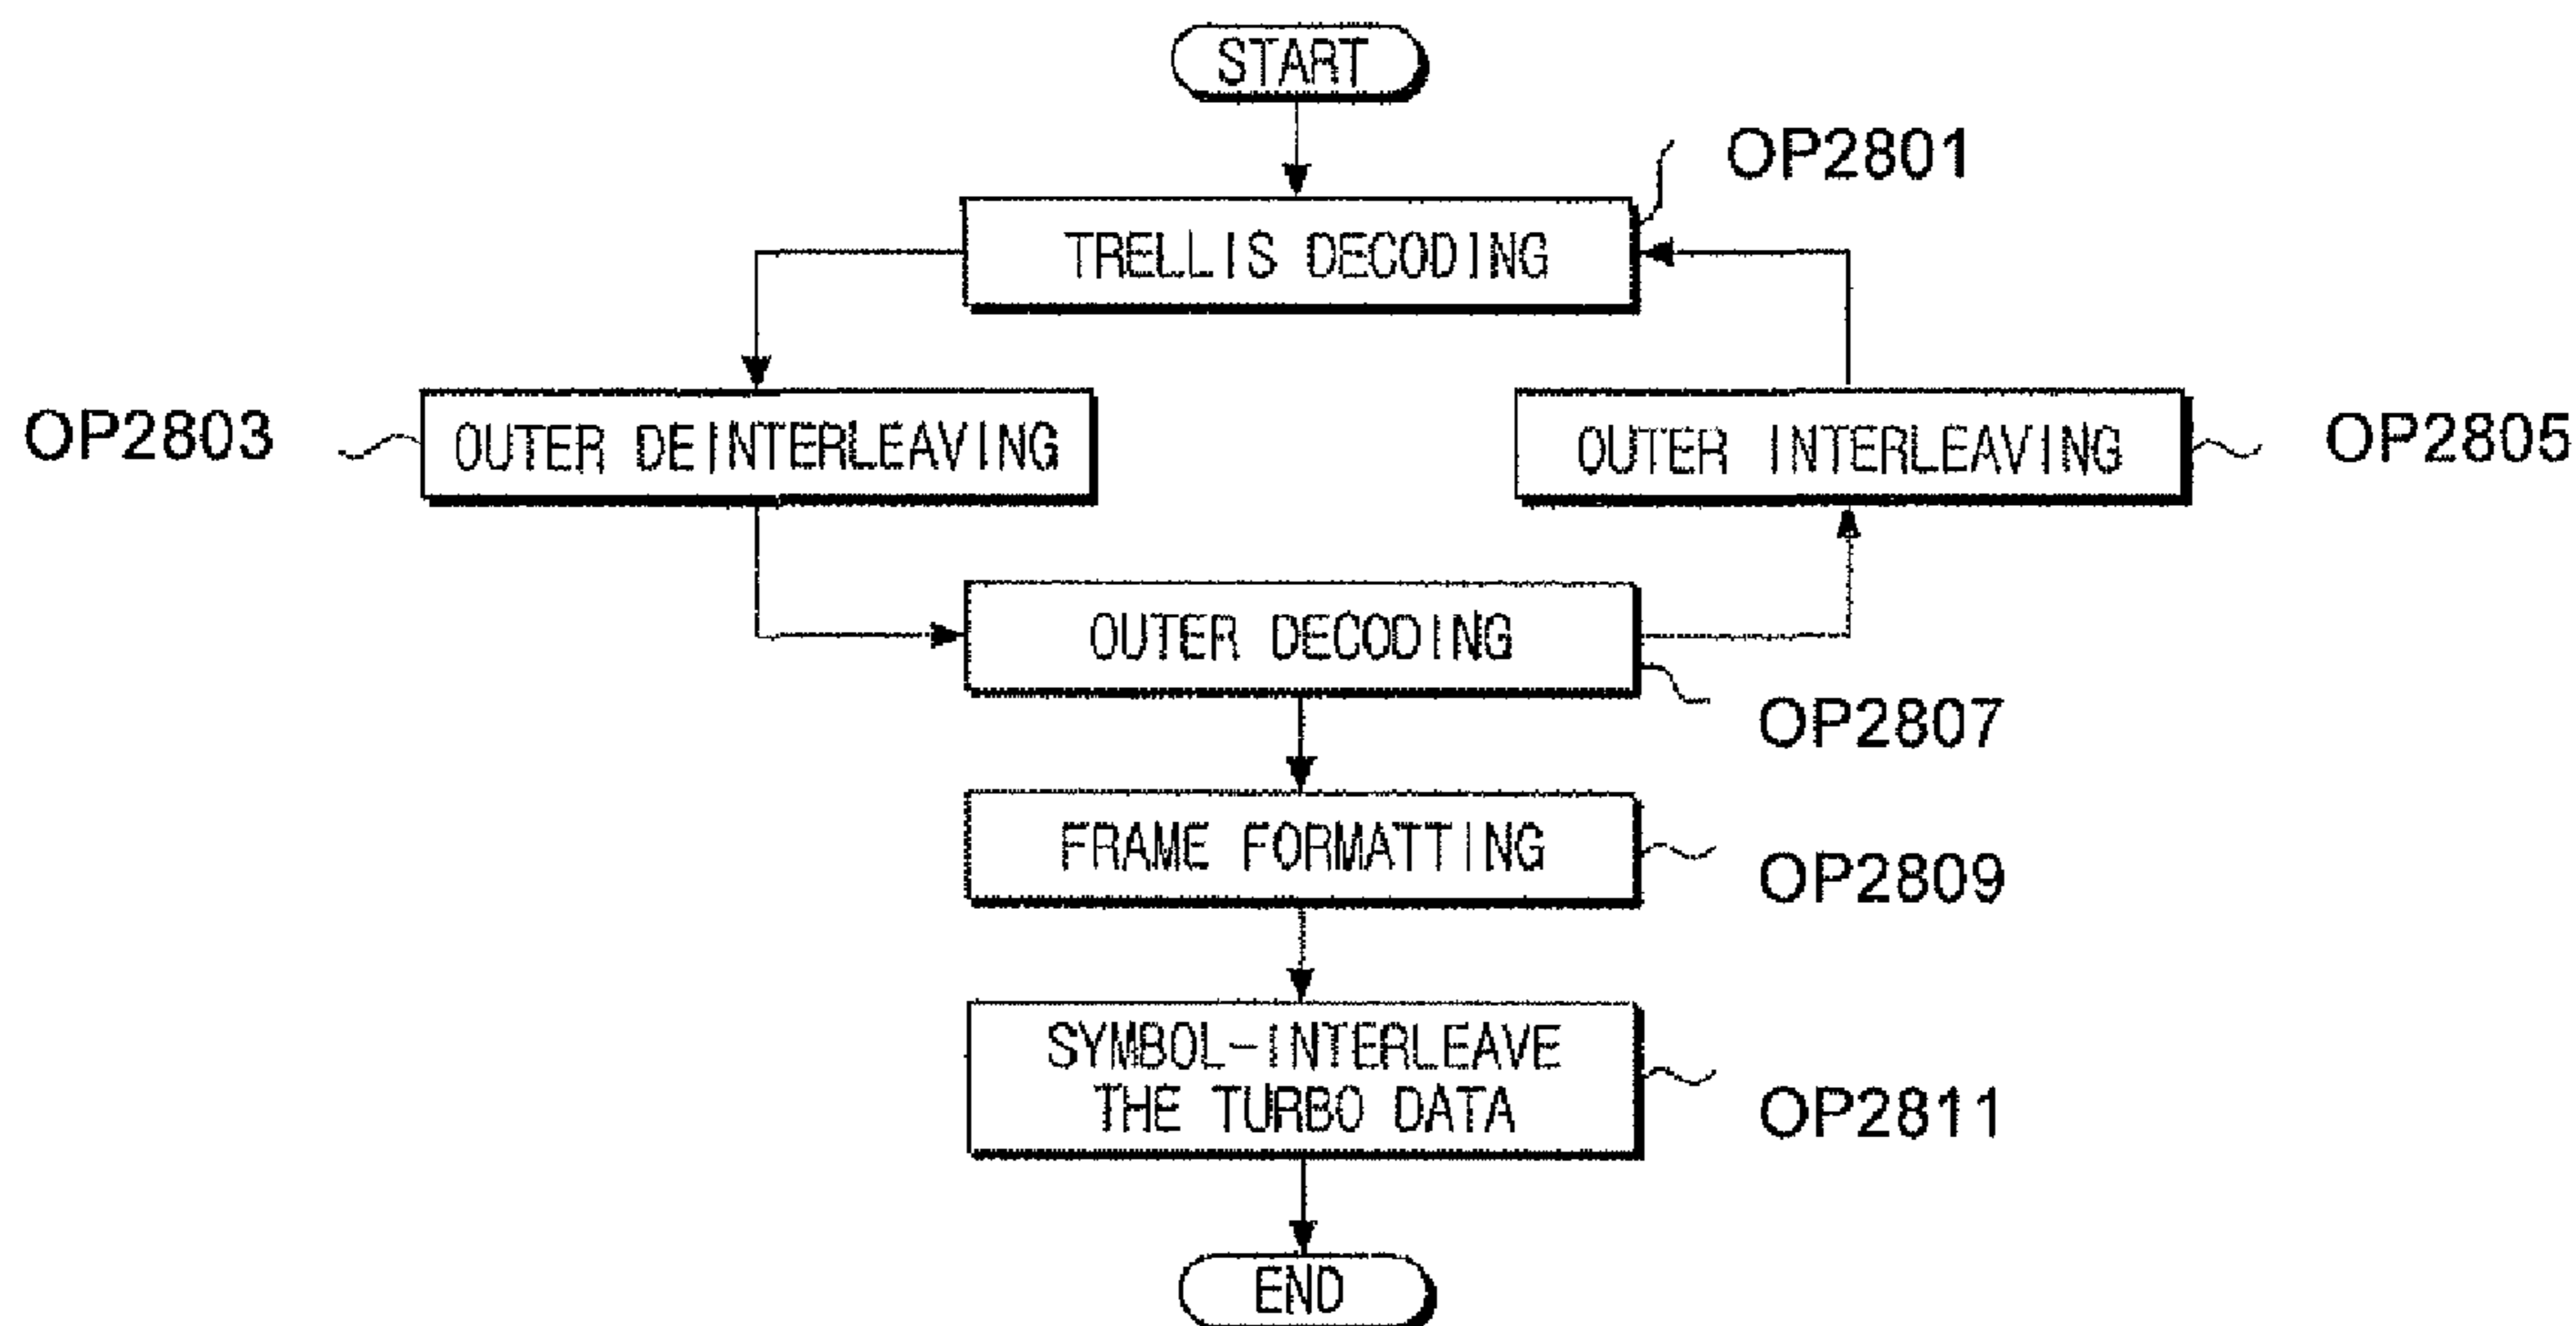 START
OP2801
TRELLIS DECODING
OP2803
OUTER DEINTERLEAVING
OUTER INTERLEAVING
OP2805
OUTER DECODING
OP2807
FRAME FORMATTING
OP2809
SYMBOL-INTERLEAVE
THE TURBO DATA
OP2811
END